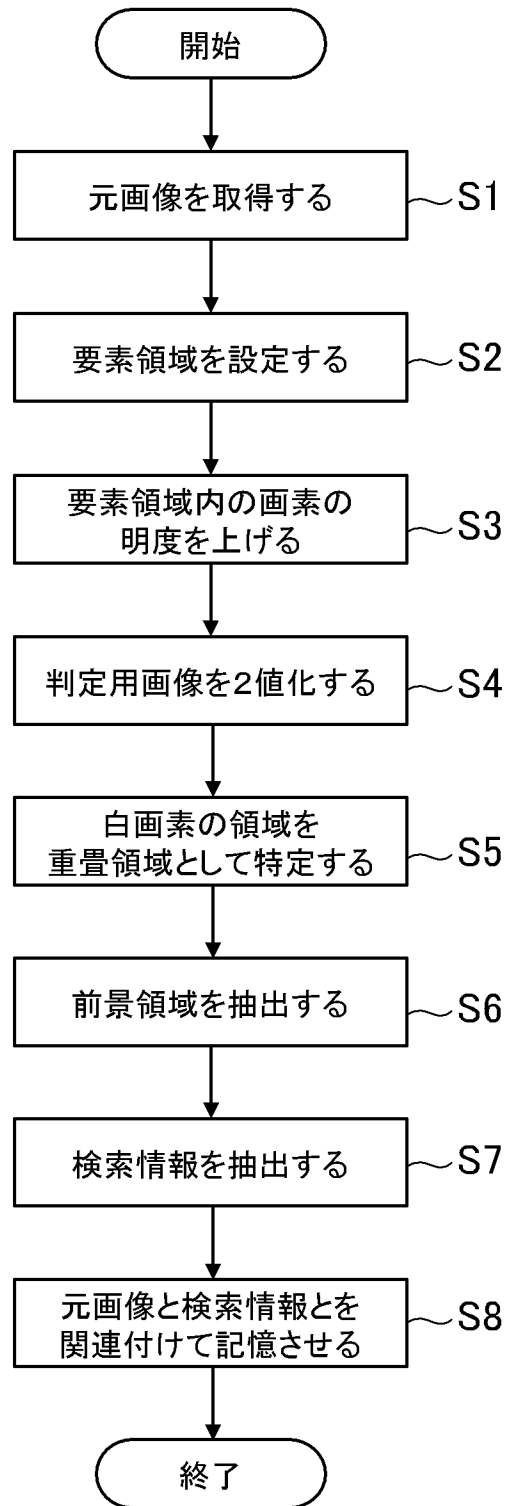 開始
元画像を取得する
S1
要素領域を設定する
S2
要素領域内の画素の
明度を上げる
S3
判定用画像を2値化する
S4
白画素の領域を
重畳領域として特定する
S5
前景領域を抽出する
S6
検索情報を抽出する
S7
元画像と検索情報とを
関連付けて記憶させる
S8
終了